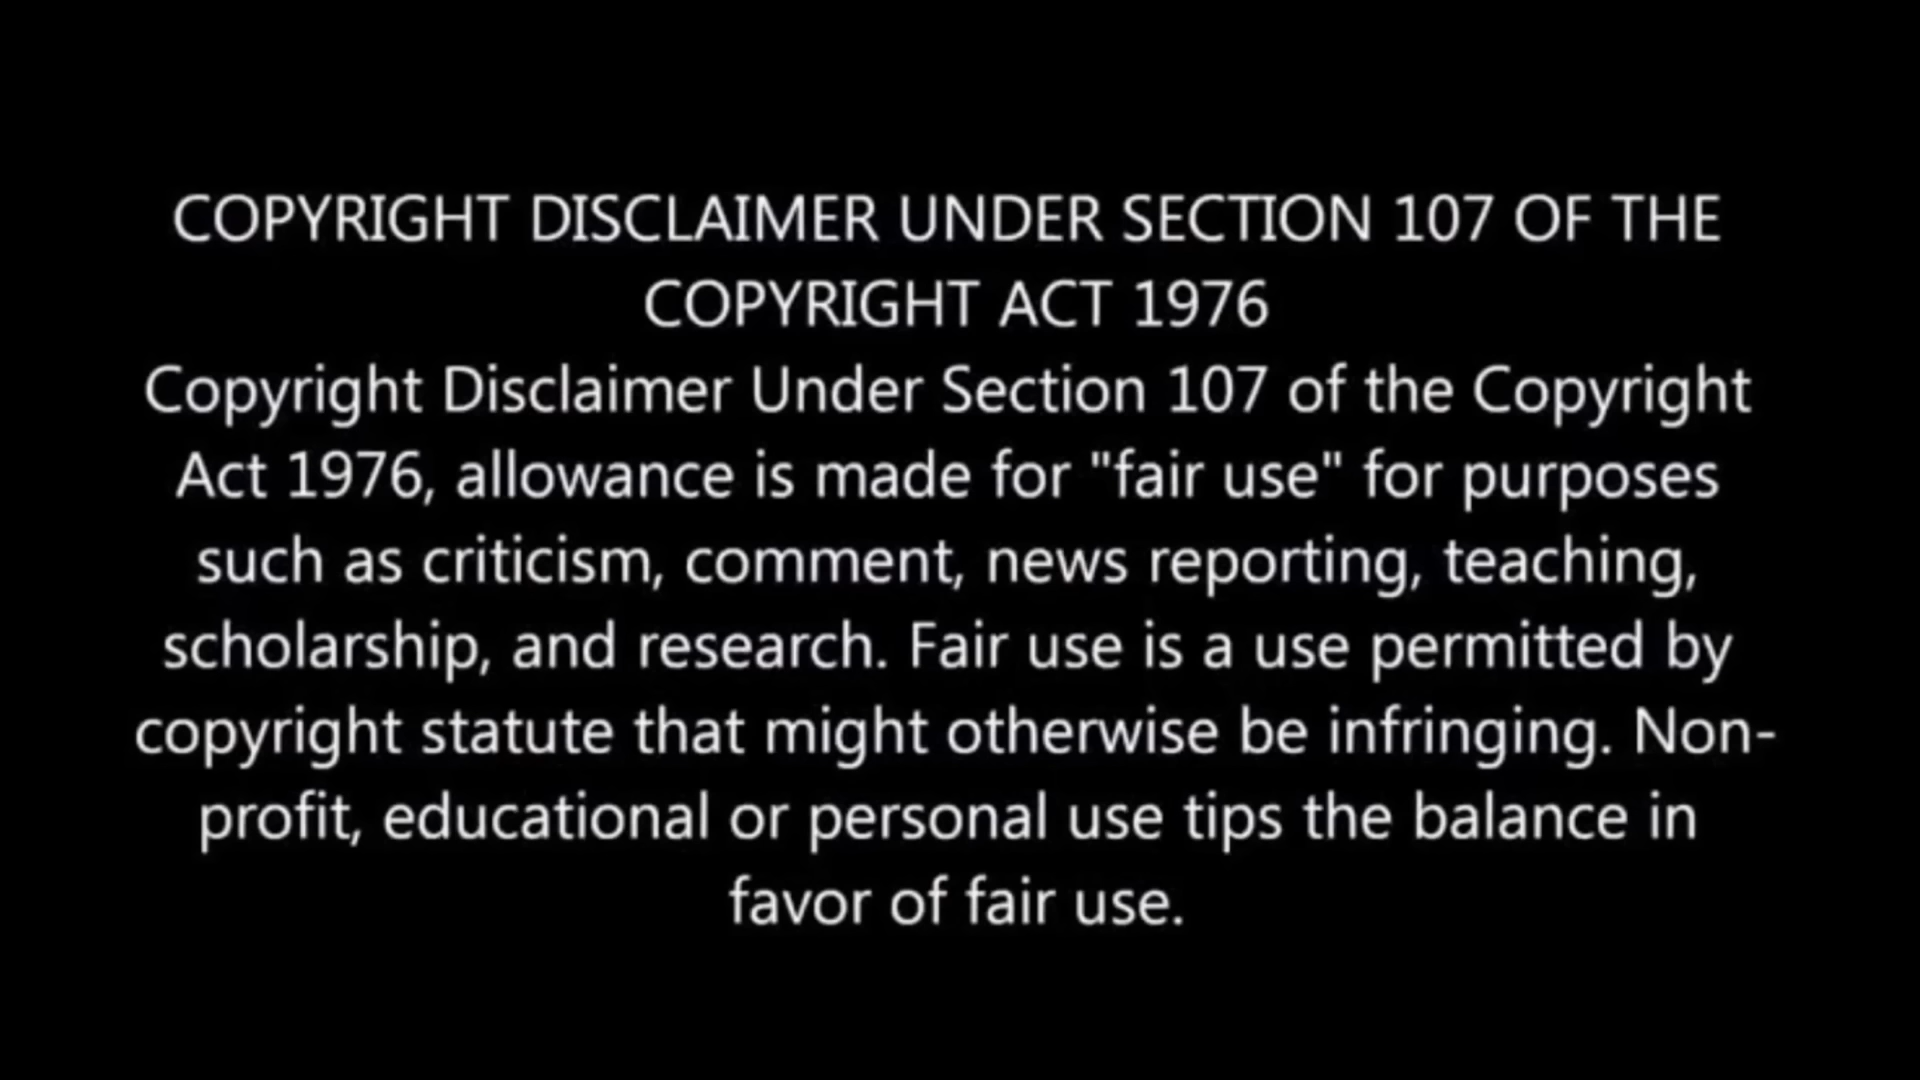 COPYRIGHT DISCLAIMER UNDER SECTION 107 OF THE
COPYRIGHT ACT 1976
Copyright Disclaimer Under Section 107 of the Copyright
Act 1976, allowance is made for "fair use" for purposes
such as criticism, comment, news reporting, teaching,
scholarship, and research. Fair use is a use permitted by
copyright statute that might otherwise be infringing. Non-
profit, educational or personal use tips the balance in
favor of fair use.